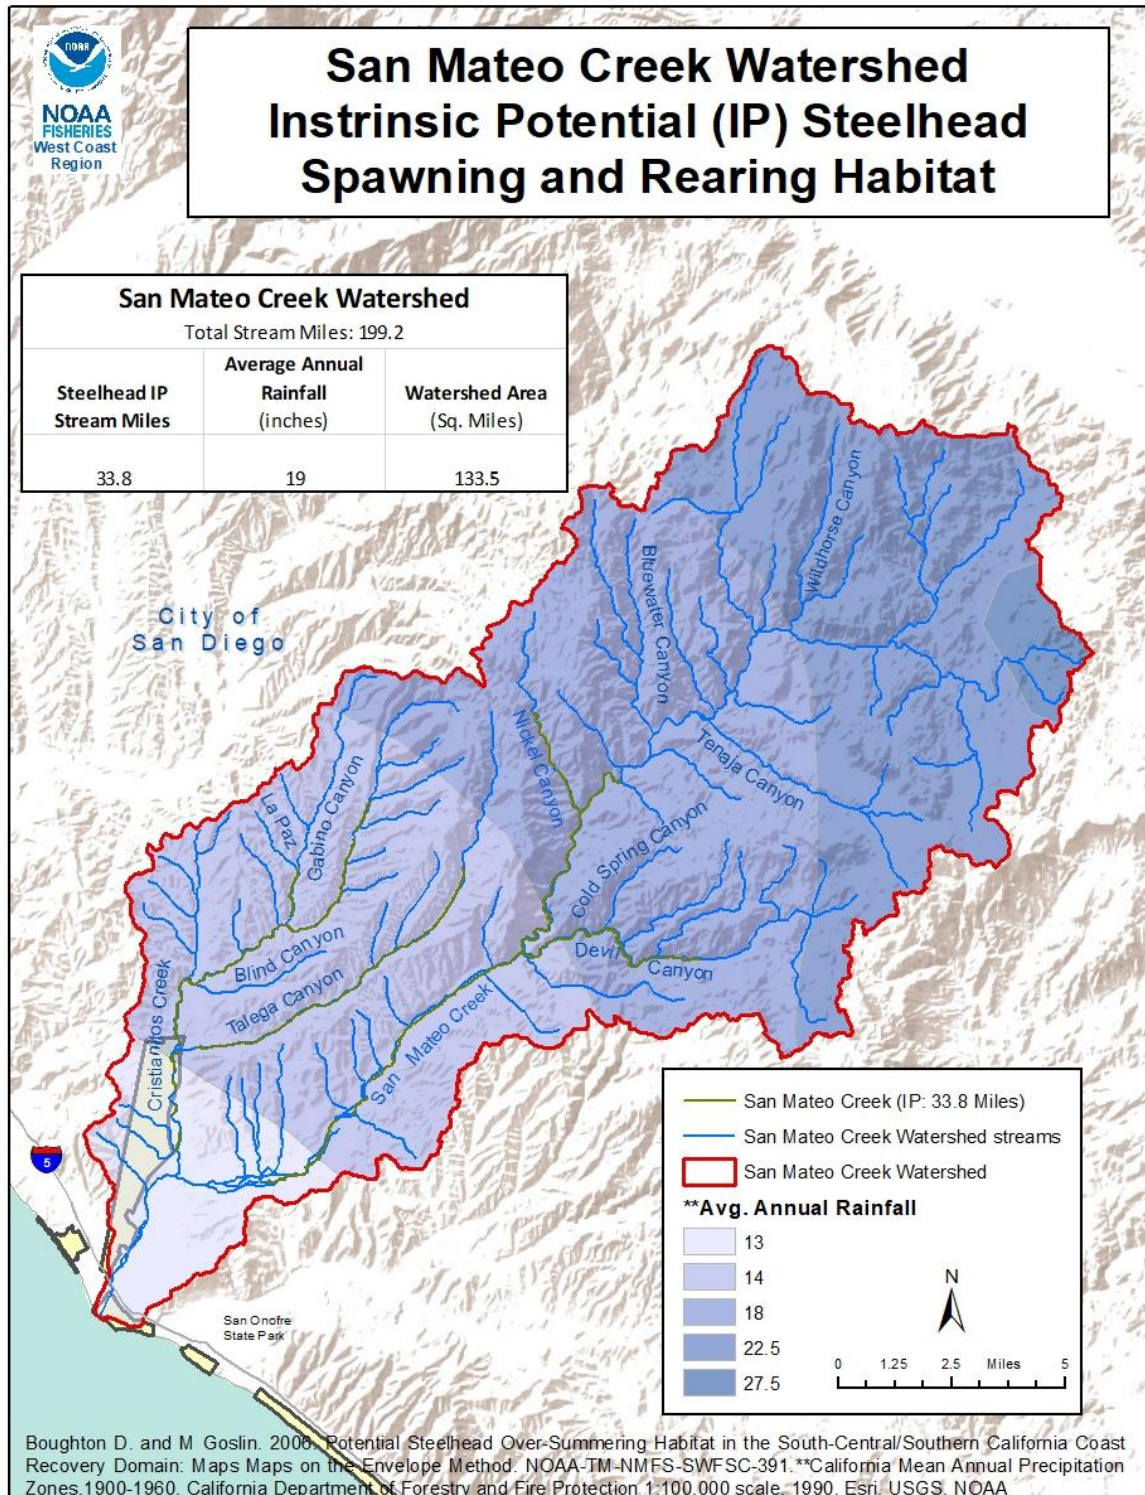 NOAA
NOAA
FISHERIES
West Coast
Region
San Mateo Creek Watershed
Instrinsic Potential (IP) Steelhead
Spawning and Rearing Habitat
San Mateo Creek Watershed
Total Stream Miles: 199.2
Steelhead IP
Stream Miles
Average Annual
Rainfall
(inches)
Watershed Area
(Sq. Miles)
33.8
19
133.5
City of
San Diego
Wildhorse Canyon
Bluewater Canyon
Nickel Canyon
Tenaja Canyon
La Paz
Gabino Canyon
Cold Spring Canyon
Blind Canyon
Devil Canyon
Talega Canyon
Cristianitos Creek
San Mateo Creek
5
San Onofre
State Park
San Mateo Creek (IP: 33.8 Miles)
San Mateo Creek Watershed streams
San Mateo Creek Watershed
**Avg. Annual Rainfall
13
14
18
22.5
27.5
N
0 1.25 2.5 Miles 5
Boughton D. and M Goslin. 2006. Potential Steelhead Over-Summering Habitat in the South-Central/Southern California Coast
Recovery Domain: Maps Maps on the Envelope Method. NOAA-TM-NMFS-SWFSC-391.**California Mean Annual Precipitation
Zones,1900-1960, California Department of Forestry and Fire Protection 1:100,000 scale, 1990. Esri, USGS, NOAA